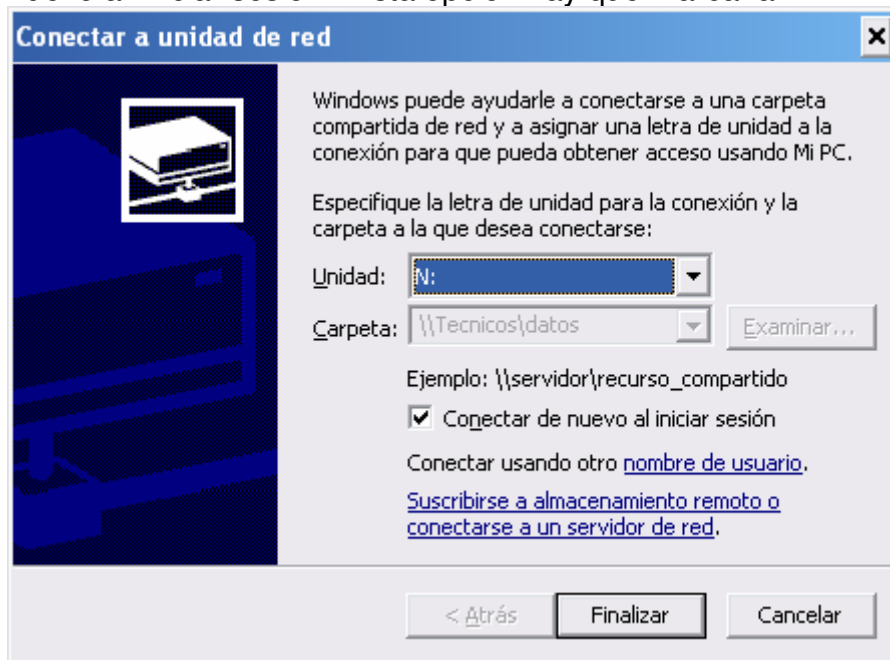 Conectar a unidad de red
Windows puede ayudarle a conectarse a una carpeta
compartida de red y a asignar una letra de unidad a la
conexión para que pueda obtener acceso usando Mi PC.
Especifique la letra de unidad para la conexión y la
carpeta a la que desea conectarse:
Unidad: N:
Carpeta: \\Tecnicos\datos Examinar...
Ejemplo: \\servidor\recurso_compartido
Conectar de nuevo al iniciar sesión
Conectar usando otro nombre de usuario.
Suscribirse a almacenamiento remoto o
conectarse a un servidor de red.
< Atrás Finalizar Cancelar